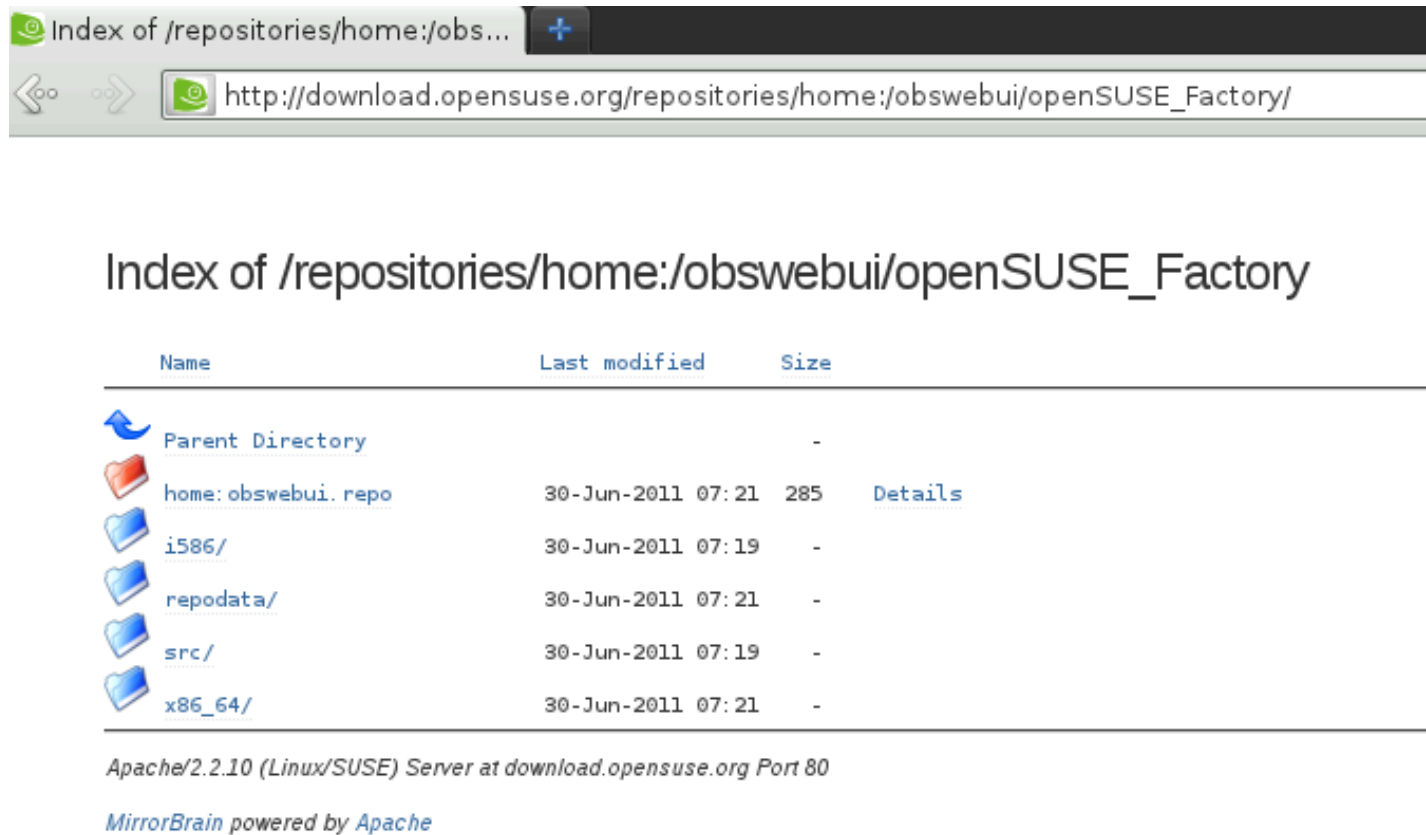 Index of /repositories/home:/obs...
http://download.opensuse.org/repositories/home:/obswebui/openSUSE_Factory/
Index of /repositories/home:/obswebui/openSUSE_Factory
Name Last modified Size
Parent Directory -
home:obswebui.repo 30-Jun-2011 07:21 285 Details
i586/ 30-Jun-2011 07:19 -
repodata/ 30-Jun-2011 07:21 -
src/ 30-Jun-2011 07:19 -
x86_64/ 30-Jun-2011 07:21 -
Apache/2.2.10 (Linux/SUSE) Server at download.opensuse.org Port 80
MirrorBrain powered by Apache